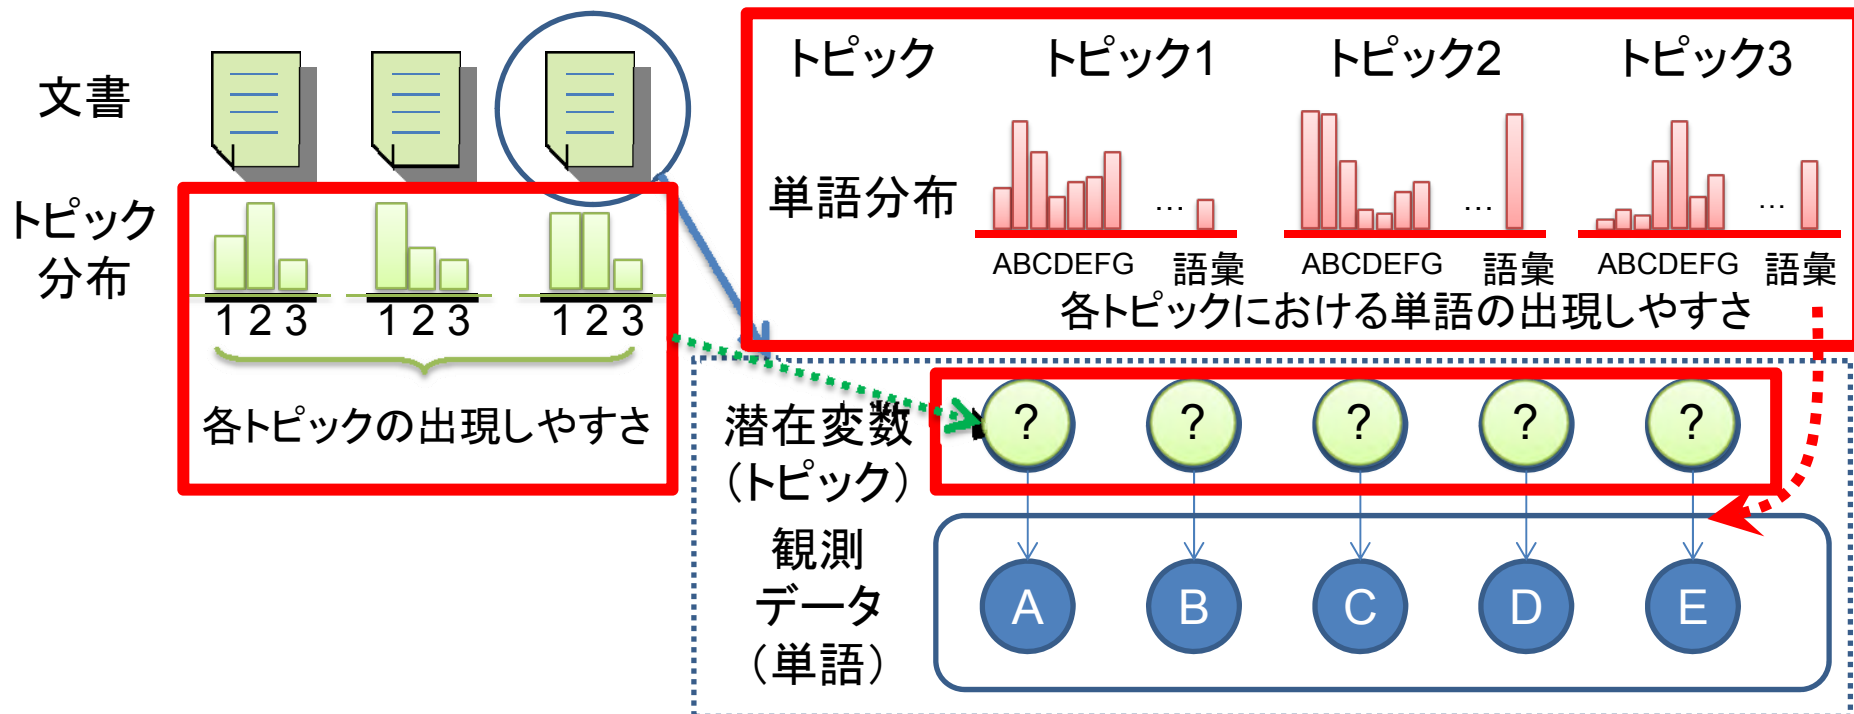 文書
トピック
分布
1 2 3
1 2 3
1 2 3
各トピックの出現しやすさ
トピック
トピック1
トピック2
トピック3
単語分布
…
…
…
ABCDEFG
語彙
ABCDEFG
語彙
ABCDEFG
語彙
各トピックにおける単語の出現しやすさ
潜在変数
（トピック）
?
?
?
?
?
観測
データ
（単語）
A
B
C
D
E